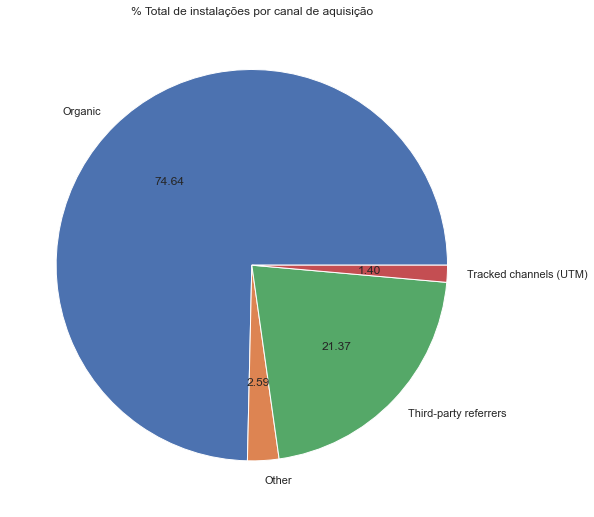 % Total de instalações por canal de aquisição
Organic
74.64
1.40
Tracked channels (UTM)
21.37
2.59
Third-party referrers
Other